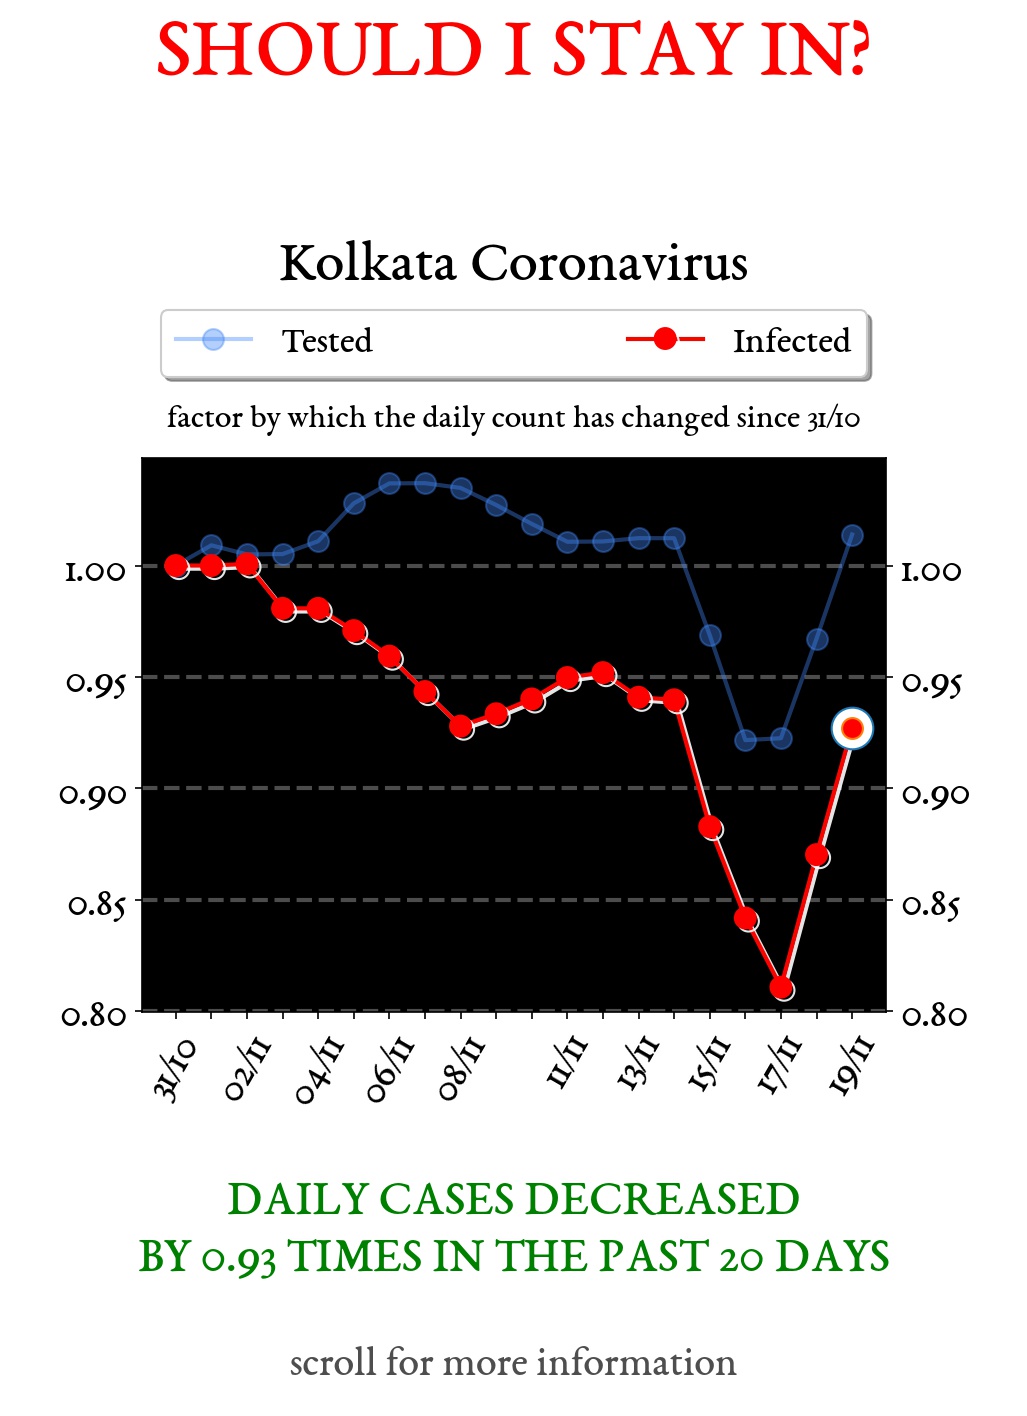 SHOULD I STAY IN?
Kolkata Coronavirus
Tested Infected
factor by which the daily count has changed since 31/10
1.00 1.00
0.95 0.95
0.90 0.90
0.85 0.85
0.80 0.80
31/10 02/11 04/11 06/11 08/11 11/11 13/11 15/11 17/11 19/11
DAILY CASES DECREASED
BY 0.93 TIMES IN THE PAST 20 DAYS
scroll for more information